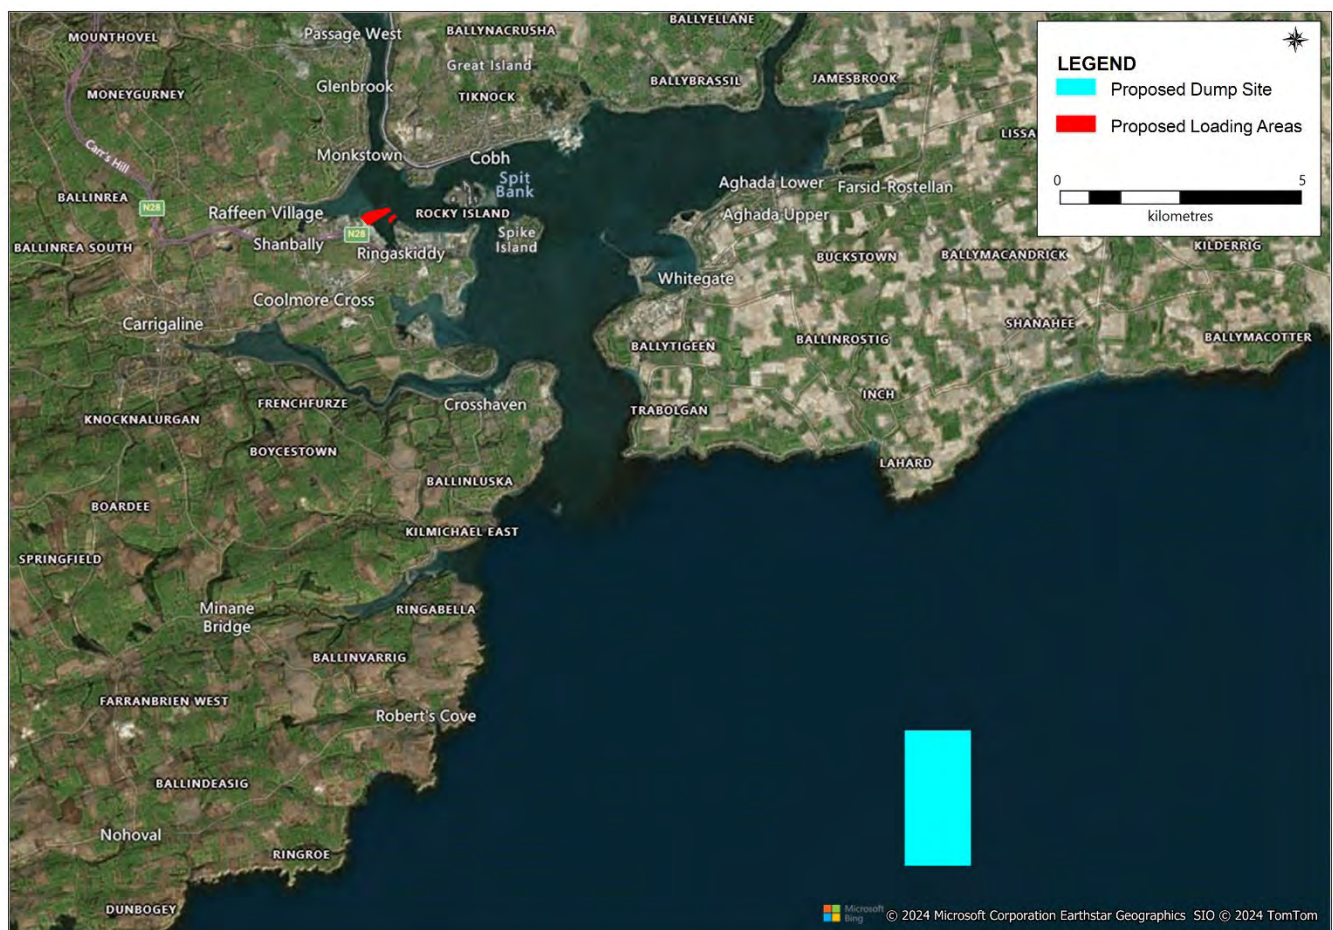 MOUNTHOVEL
Passage West
BALLYNACRUSHA
BALLYELLANE
Great Island
MONEYGURNEY
Glenbrook
TIKNOCK
BALLYBRASSIL
JAMESBROOK
LEGEND
Proposed Dump Site
Proposed Loading Areas
0
5
kilometres
LISSA
Carr's Hill
Monkstown
Cobh
Spit
Bank
BALLINREA
N28
Raffeen Village
ROCKY ISLAND
Aghada Lower
Farsid-Rostellan
Aghada Upper
BALLINREA SOUTH
Shanbally
N28
Ringaskiddy
Spike
Island
Whitegate
BUCKSTOWN
BALLYMACANDRICK
KILDERRIG
Coolmore Cross
Carrigaline
BALLYTIGEEN
BALLINROSTIG
SHANAHEE
BALLYMACOTTER
KNOCKNALURGAN
FRENCHFURZE
Crosshaven
TRABOLGAN
INCH
BOYCESTOWN
BALLINLUSKA
LAHARD
BOARDEE
KILMICHAEL EAST
SPRINGFIELD
Minane
Bridge
RINGABELLA
BALLINVARRIG
FARRANBRIEN WEST
Robert's Cove
BALLINDEASIG
Nohoval
RINGROE
DUNBOGEY
Microsoft
Bing
© 2024 Microsoft Corporation Earthstar Geographics SIO © 2024 TomTom